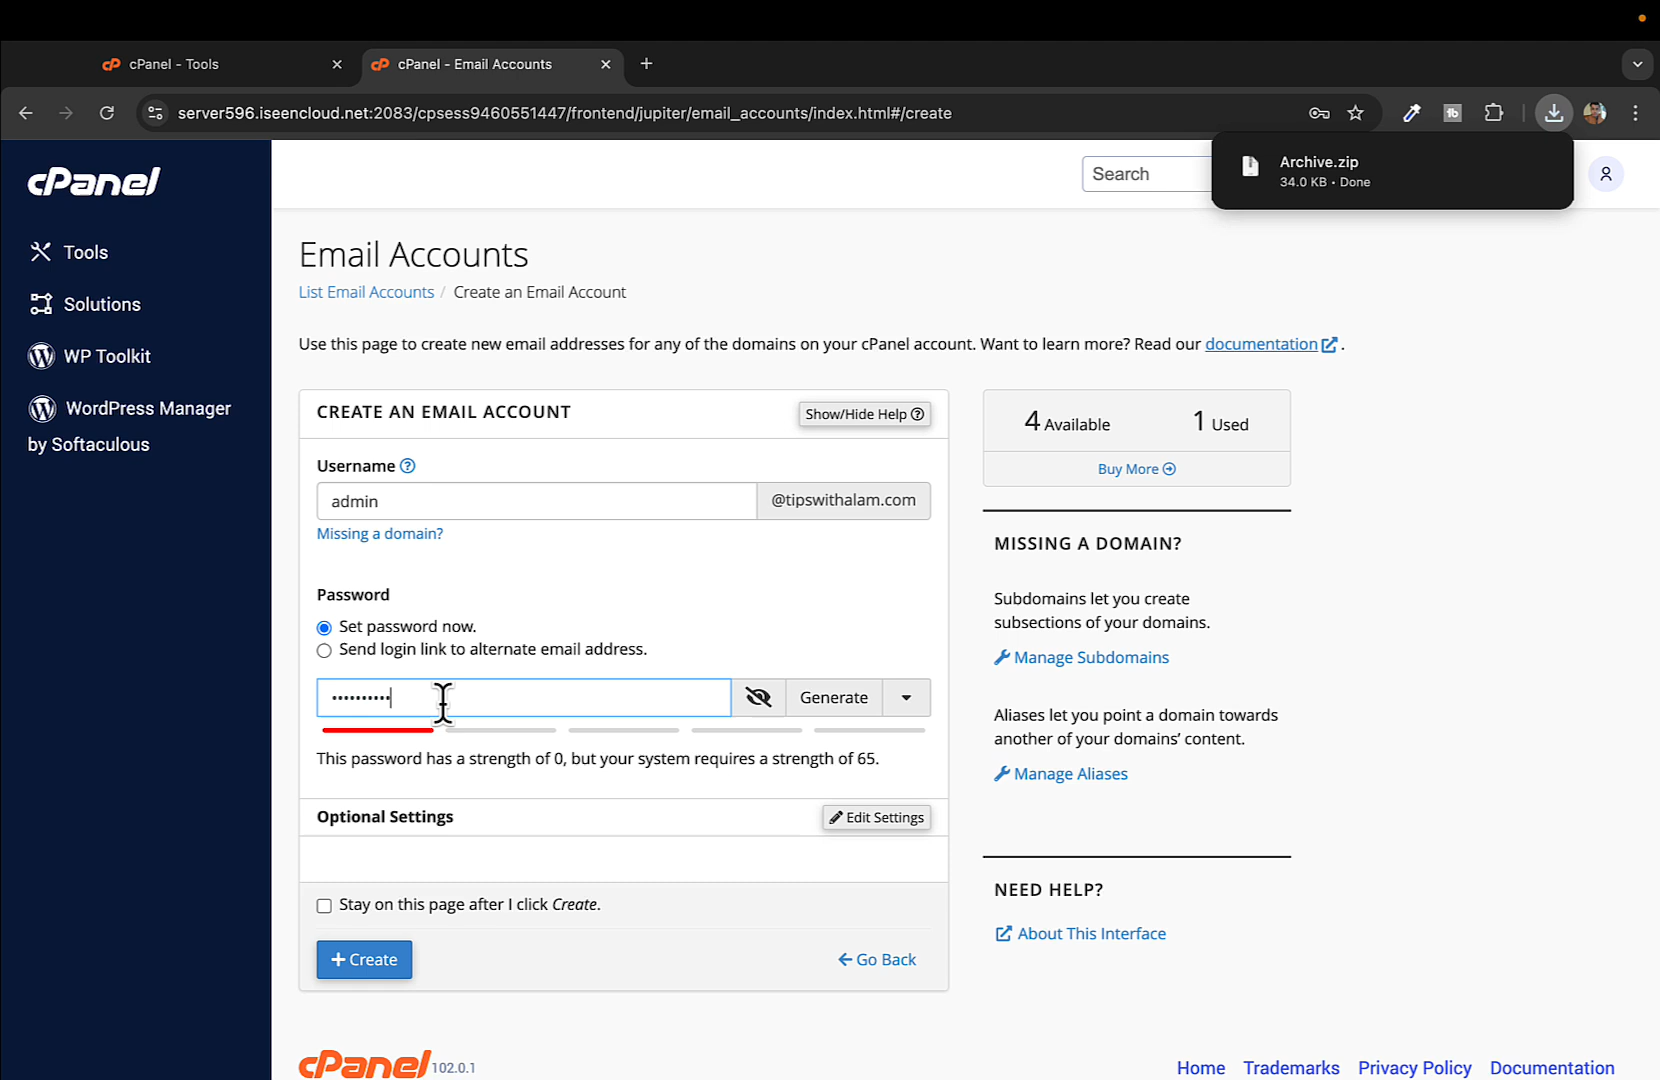 cPanel - Tools
cPanel - Email Accounts
server596.iseencloud.net:2083/cpsess9460551447/frontend/jupiter/email_accounts/index.html#/create
Archive.zip
34.0 KB • Done
cPanel
Search
Tools
Solutions
WP Toolkit
WordPress Manager
by Softaculous
Email Accounts
List Email Accounts / Create an Email Account
Use this page to create new email addresses for any of the domains on your cPanel account. Want to learn more? Read our documentation .
CREATE AN EMAIL ACCOUNT
Show/Hide Help
Username
admin
@tipswithalam.com
Missing a domain?
Password
Set password now.
Send login link to alternate email address.
••••••••••
Generate
This password has a strength of 0, but your system requires a strength of 65.
Optional Settings
Edit Settings
Stay on this page after I click Create.
+ Create
Go Back
4 Available
1 Used
Buy More
MISSING A DOMAIN?
Subdomains let you create
subsections of your domains.
Manage Subdomains
Aliases let you point a domain towards
another of your domains’ content.
Manage Aliases
NEED HELP?
About This Interface
cPanel 102.0.1
Home
Trademarks
Privacy Policy
Documentation